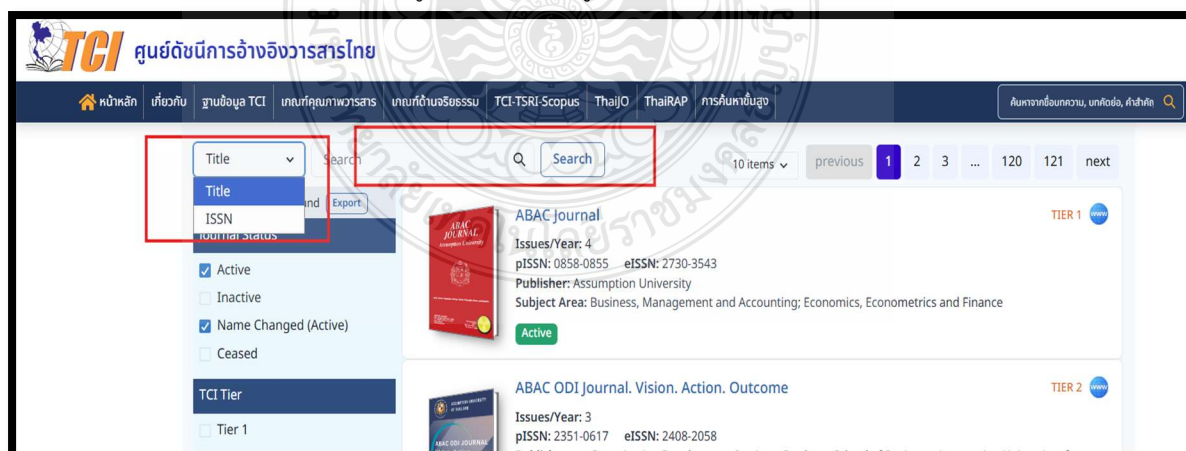 TCI ศูนย์ดัชนีการอ้างอิงวารสารไทย
หน้าหลัก เกี่ยวกับ ฐานข้อมูล TCI เกณฑ์คุณภาพวารสาร เกณฑ์ด้านจริยธรรม TCI-TSRI-Scopus ThaiJO ThaiRAP การค้นหาขั้นสูง ค้นหาจากชื่อบทความ, บทคัดย่อ, คำสำคัญ
Title Search Search 10 items previous 1 2 3 ... 120 121 next
Title
ISSN
Export
Journal Status
Active
Inactive
Name Changed (Active)
Ceased
TCI Tier
Tier 1
ABAC JOURNAL
Assumption University
ABAC Journal TIER 1 www
Issues/Year: 4
pISSN: 0858-0855 eISSN: 2730-3543
Publisher: Assumption University
Subject Area: Business, Management and Accounting; Economics, Econometrics and Finance
Active
ABAC ODI JOURNAL
ABAC ODI Journal. Vision. Action. Outcome TIER 2 www
Issues/Year: 3
pISSN: 2351-0617 eISSN: 2408-2058